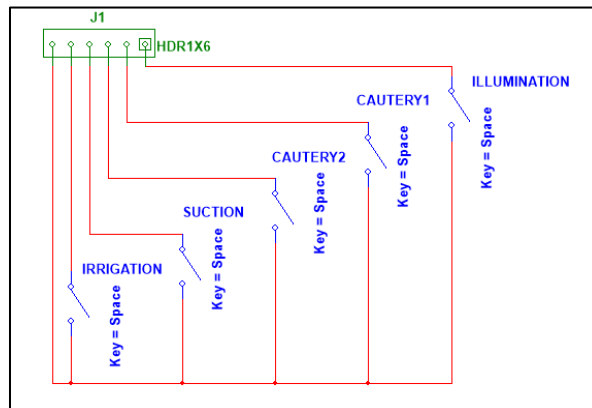 J1
HDR1X6
ILLUMINATION
Key = Space
CAUTERY1
Key = Space
CAUTERY2
Key = Space
SUCTION
Key = Space
IRRIGATION
Key = Space